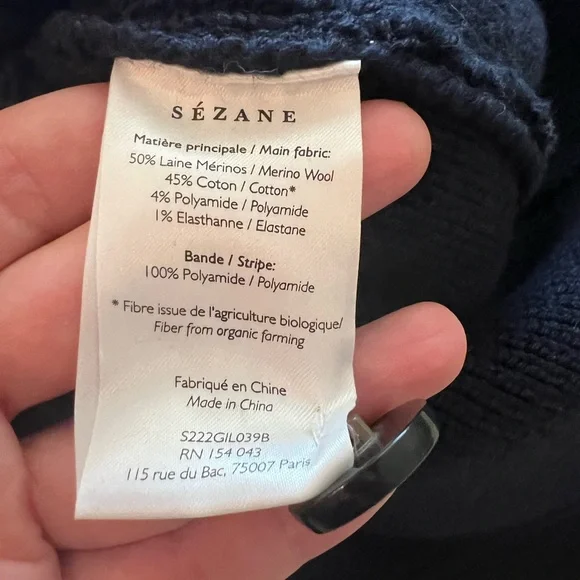 SÉZANE
Matière principale / Main fabric:
50% Laine Mérinos / Merino Wool
45% Coton / Cotton*
4% Polyamide / Polyamide
1% Elasthanne / Elastane
Bande / Stripe:
100% Polyamide / Polyamide
* Fibre issue de l'agriculture biologique/
Fiber from organic farming
Fabriqué en Chine
Made in China
S222GIL039B
RN 154 043
115 rue du Bac, 75007 Paris